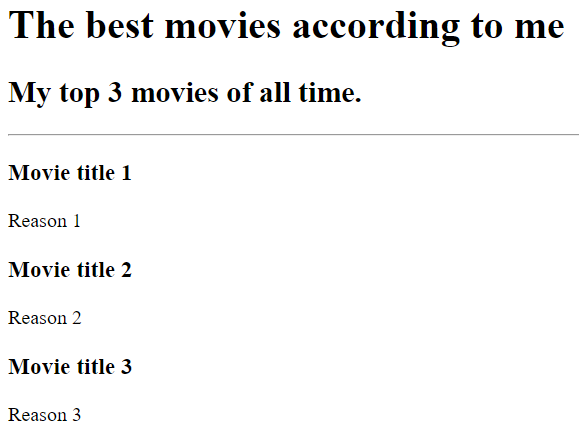 The best movies according to me
My top 3 movies of all time.
Movie title 1
Reason 1
Movie title 2
Reason 2
Movie title 3
Reason 3